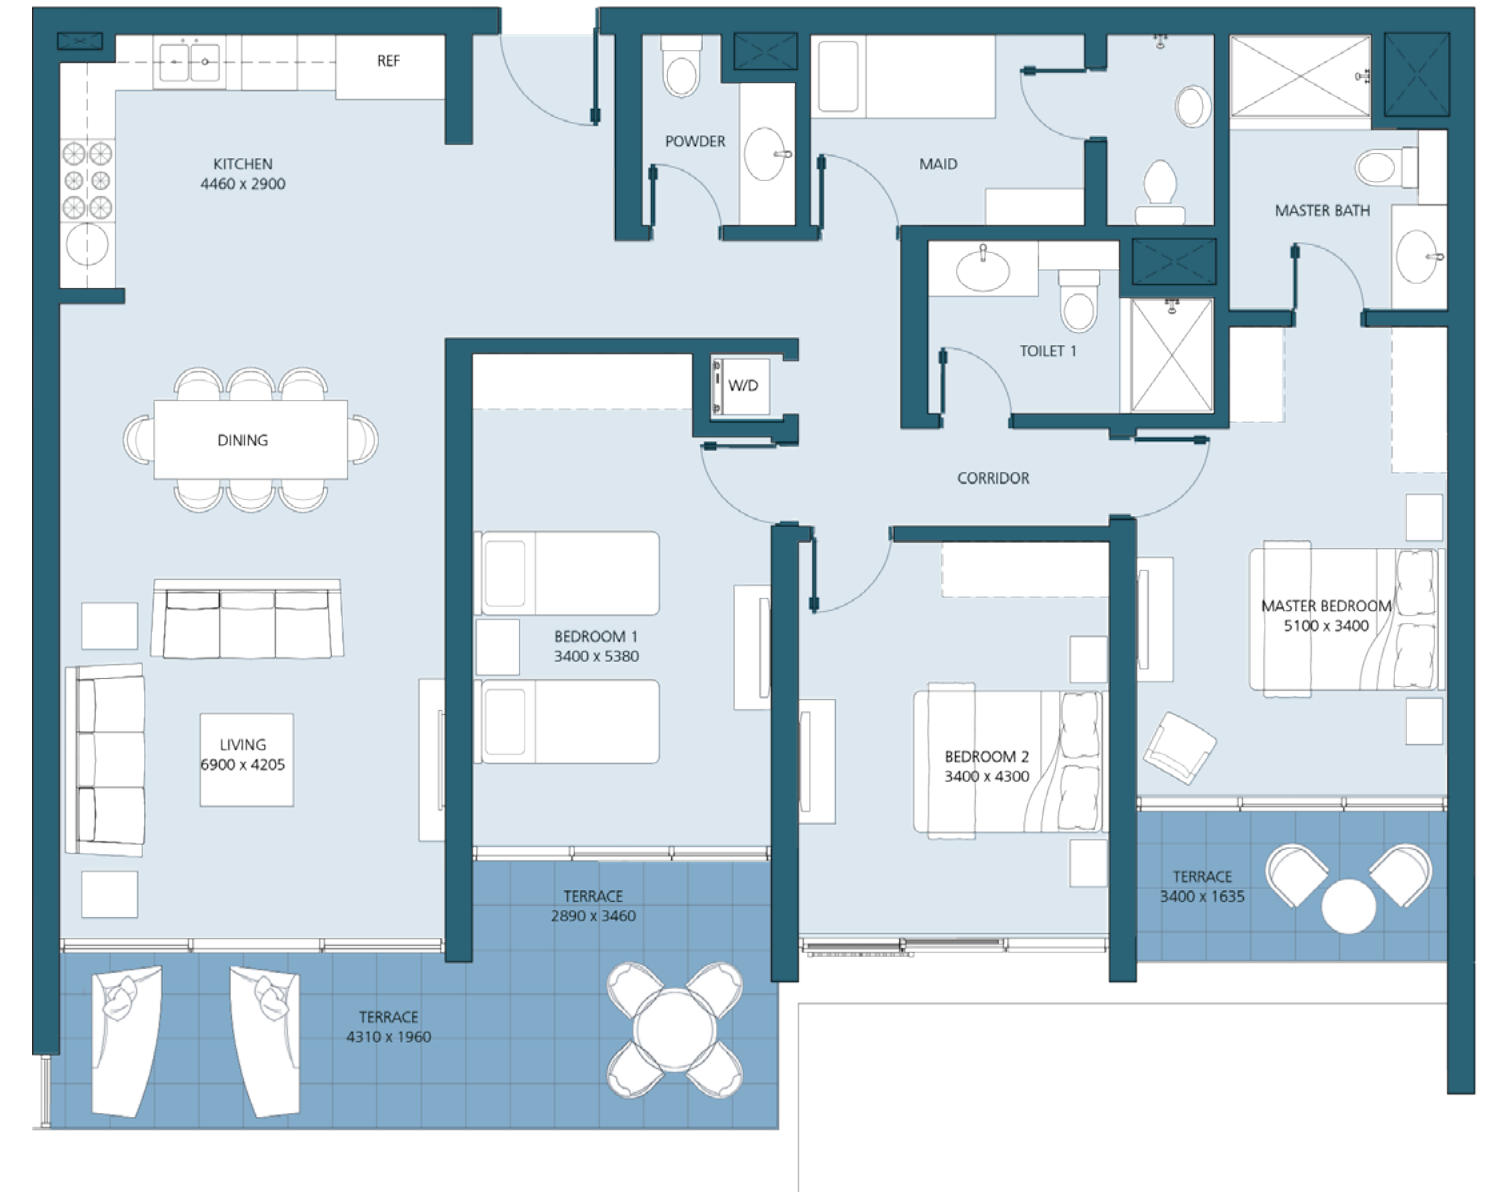 REF
KITCHEN
4460 x 2900
POWDER
MAID
MASTER BATH
TOILET 1
W/D
DINING
CORRIDOR
BEDROOM 1
3400 x 5380
MASTER BEDROOM
5100 x 3400
LIVING
6900 x 4205
BEDROOM 2
3400 x 4300
TERRACE
2890 x 3460
TERRACE
3400 x 1635
TERRACE
4310 x 1960